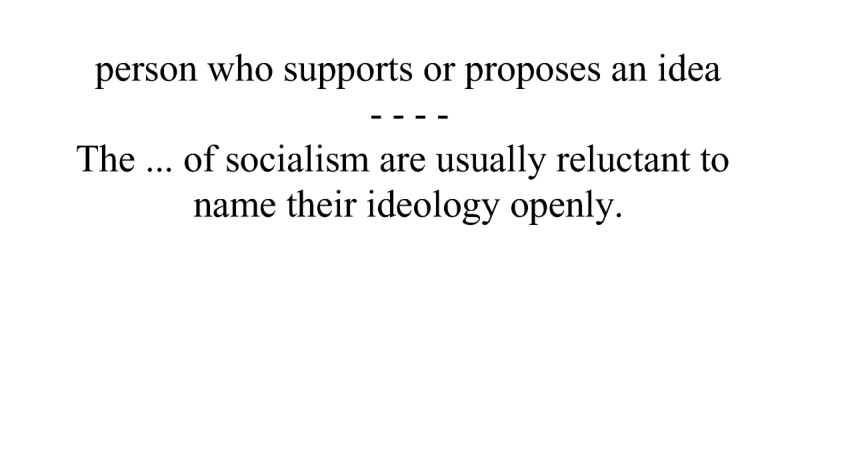 person who supports or proposes an idea
- - - -
The ... of socialism are usually reluctant to
name their ideology openly.